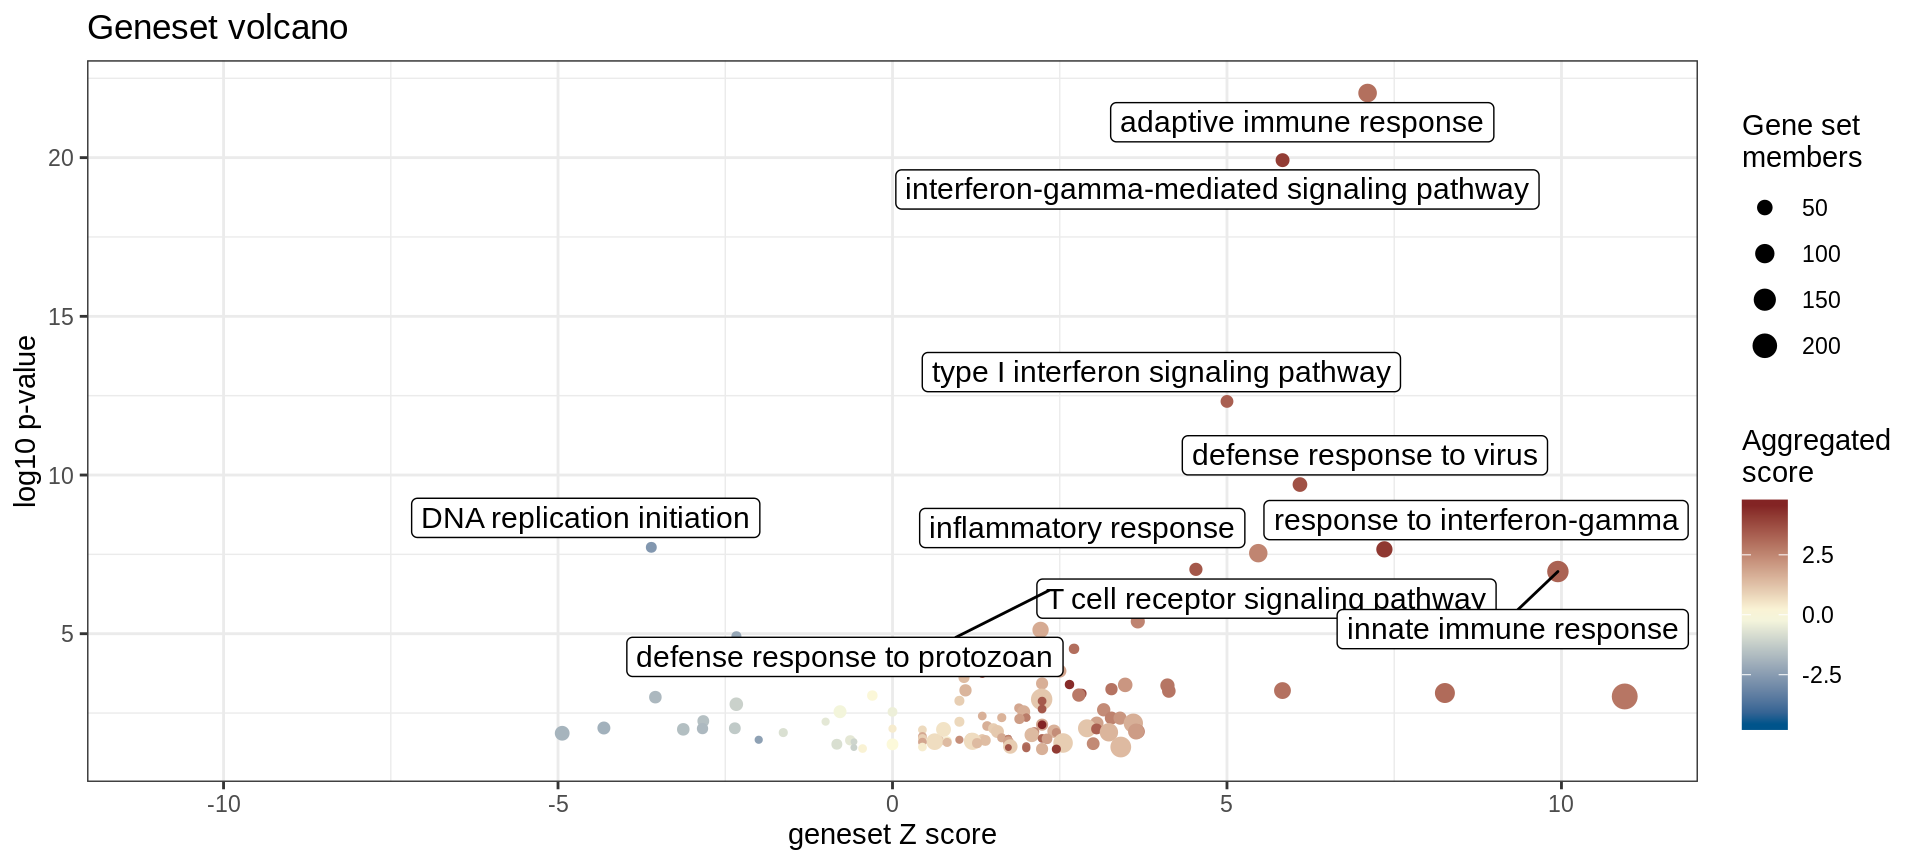 Geneset volcano
adaptive immune response
interferon-gamma-mediated signaling pathway
type I interferon signaling pathway
defense response to virus
DNA replication initiation
inflammatory response
response to interferon-gamma
T cell receptor signaling pathway
innate immune response
defense response to protozoan
20
15
10
5
log10 p-value
-10
-5
0
5
10
geneset Z score
Gene set
members
50
100
150
200
Aggregated
score
2.5
0.0
-2.5